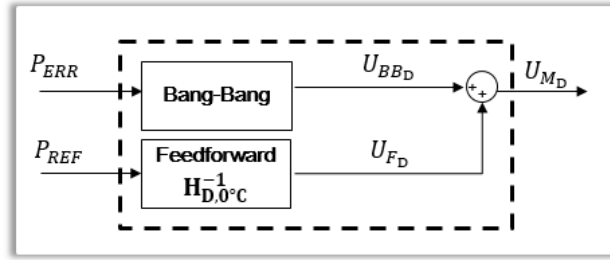 P_ERR
Bang-Bang
U_BB_D
+
+
U_M_D
P_REF
Feedforward
H_D,0°C^-1
U_F_D